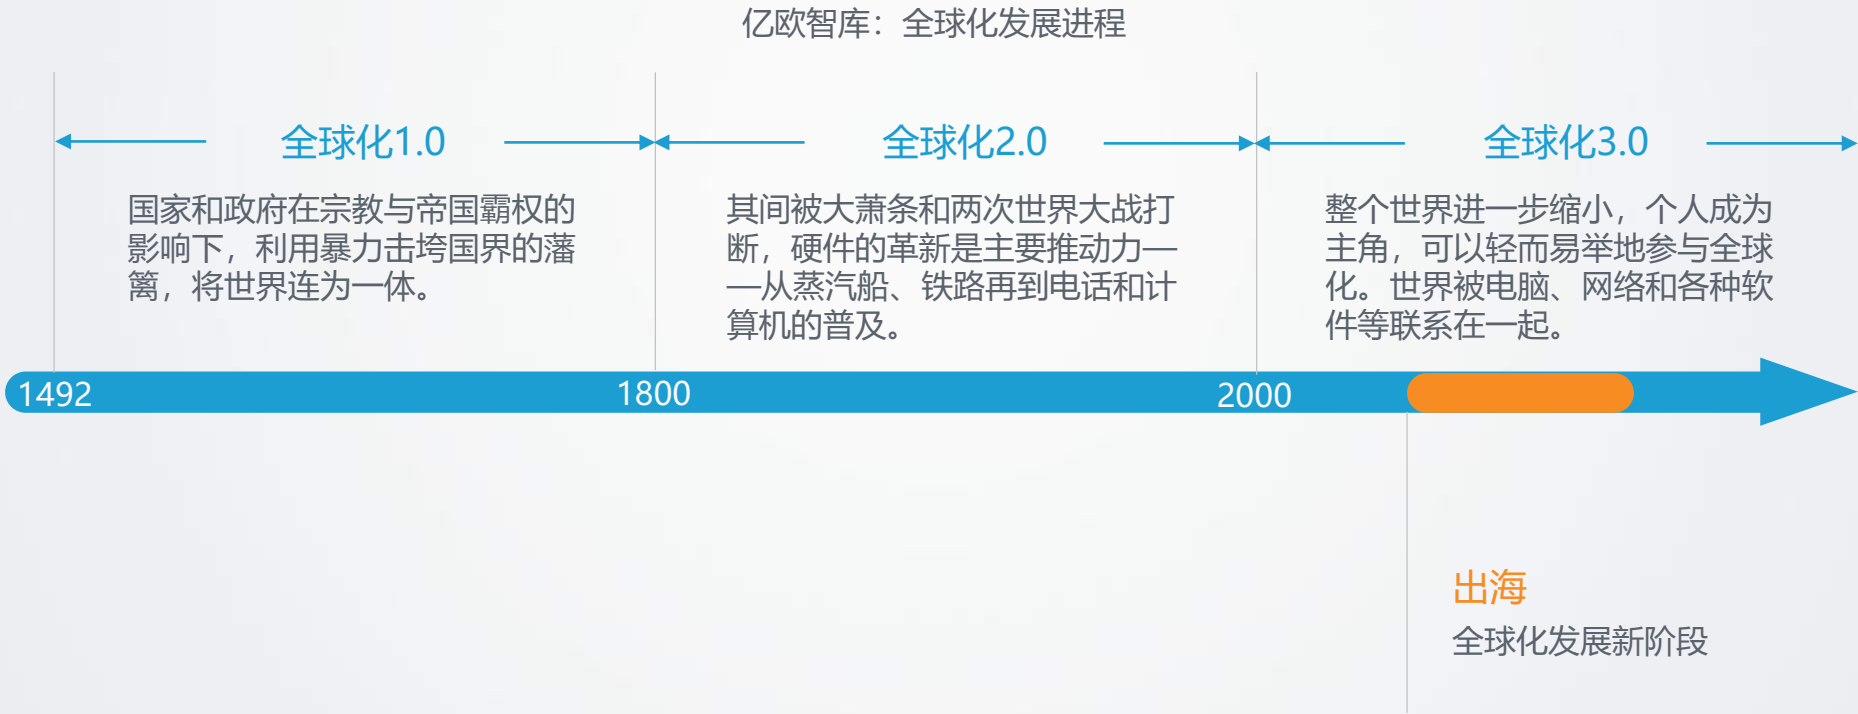 亿欧智库：全球化发展进程
全球化1.0
国家和政府在宗教与帝国霸权的
影响下，利用暴力击垮国界的藩
篱，将世界连为一体。
全球化2.0
其间被大萧条和两次世界大战打
断，硬件的革新是主要推动力—
—从蒸汽船、铁路再到电话和计
算机的普及。
全球化3.0
整个世界进一步缩小，个人成为
主角，可以轻而易举地参与全球
化。世界被电脑、网络和各种软
件等联系在一起。
1492
1800
2000
出海
全球化发展新阶段